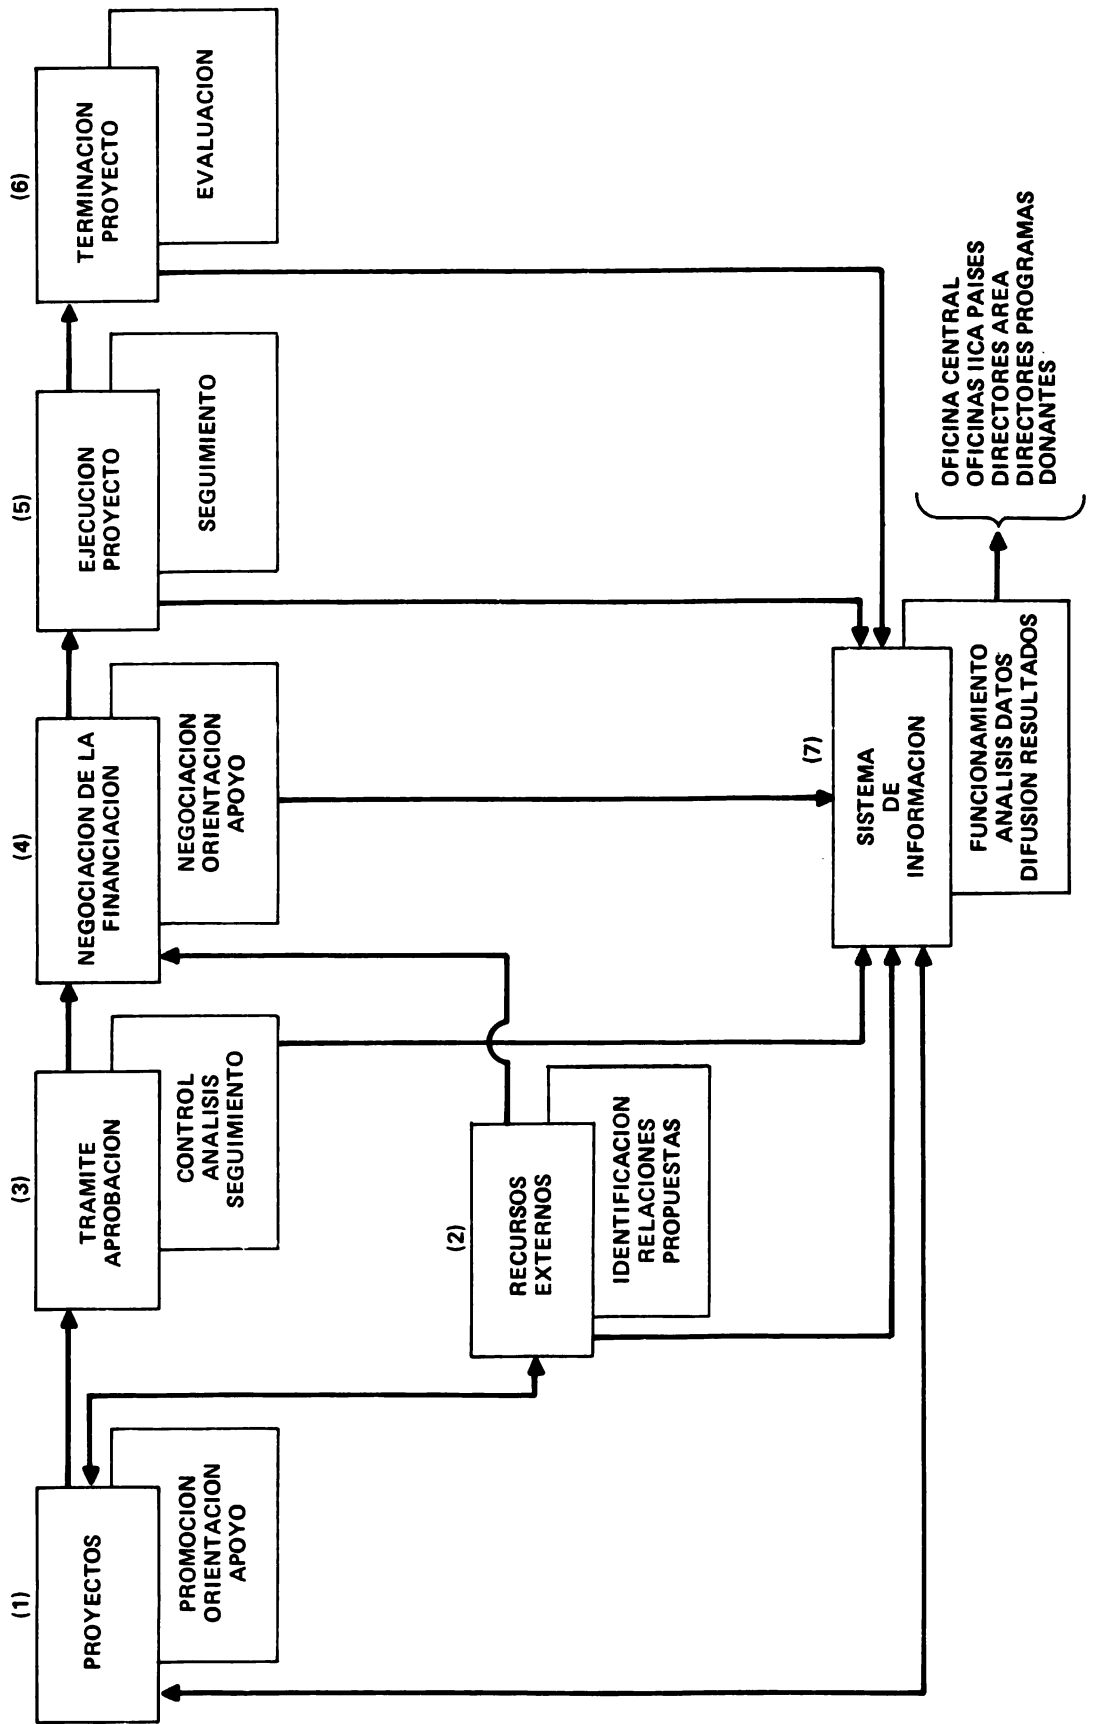 (1)
PROYECTOS
PROMOCION
ORIENTACION
APOYO
(2)
RECURSOS
EXTERNOS
IDENTIFICACION
RELACIONES
PROPUESTAS
(3)
TRAMITE
APROBACION
CONTROL
ANALISIS
SEGUIMIENTO
(4)
NEGOCIACION DE LA
FINANCIACION
NEGOCIACION
ORIENTACION
APOYO
(5)
EJECUCION
PROYECTO
SEGUIMIENTO
(6)
TERMINACION
PROYECTO
EVALUACION
(7)
SISTEMA
DE
INFORMACION
FUNCIONAMIENTO
ANALISIS DATOS
DIFUSION RESULTADOS
OFICINA CENTRAL
OFICINAS IICA PAISES
DIRECTORES AREA
DIRECTORES PROGRAMAS
DONANTES